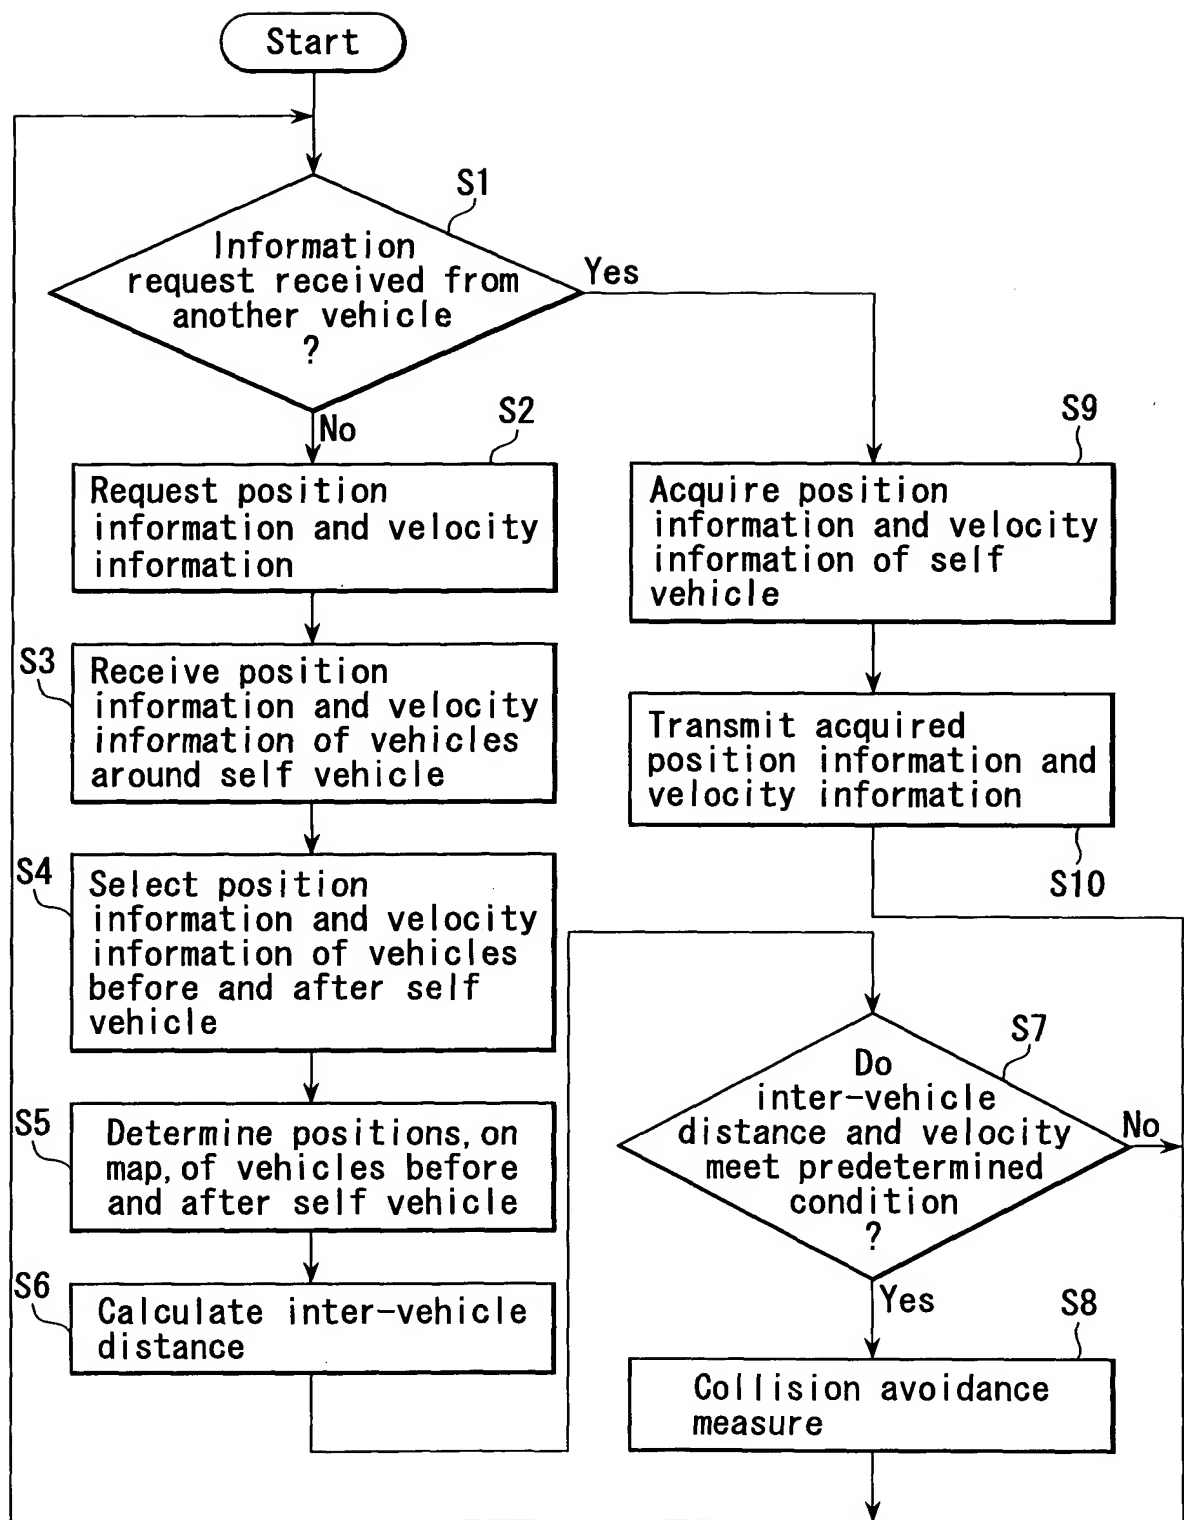 Start
S1
Information
request received from
another vehicle
?
Yes
No
S2
Request position
information and velocity
information
S3
Receive position
information and velocity
information of vehicles
around self vehicle
S4
Select position
information and velocity
information of vehicles
before and after self
vehicle
S5
Determine positions, on
map, of vehicles before
and after self vehicle
S6
Calculate inter-vehicle
distance
S9
Acquire position
information and velocity
information of self
vehicle
Transmit acquired
position information and
velocity information
S10
S7
Do
inter-vehicle
distance and velocity
meet predetermined
condition
?
No
Yes
S8
Collision avoidance
measure